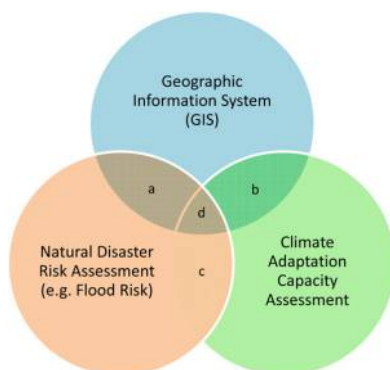 Geographic
Information System
(GIS)
a
b
d
Natural Disaster
Risk Assessment
(e.g. Flood Risk)
c
Climate
Adaptation
Capacity
Assessment